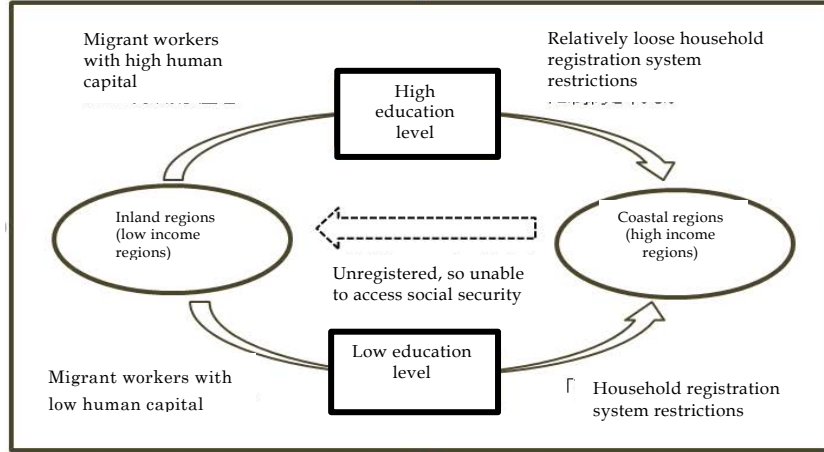 Migrant workers
with high human
capital
Relatively loose household
registration system
restrictions
High
education
level
Inland regions
(low income
regions)
Coastal regions
(high income
regions)
Unregistered, so unable
to access social security
Low education
level
Migrant workers with
low human capital
Household registration
system restrictions